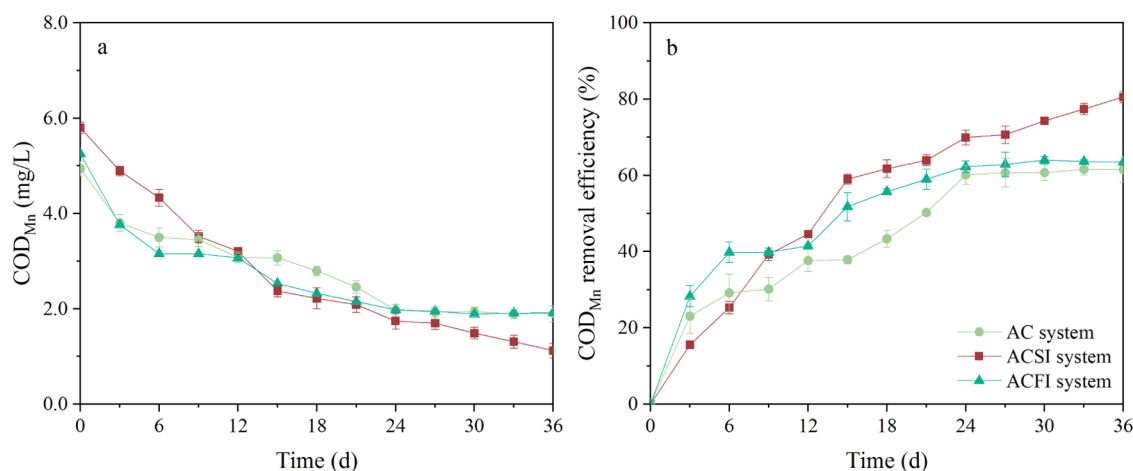 a
8.0
6.0
4.0
2.0
0.0
COD_Mn (mg/L)
0 6 12 18 24 30 36
Time (d)
b
100
80
60
40
20
0
COD_Mn removal efficiency (%)
AC system
ACSI system
ACFI system
0 6 12 18 24 30 36
Time (d)